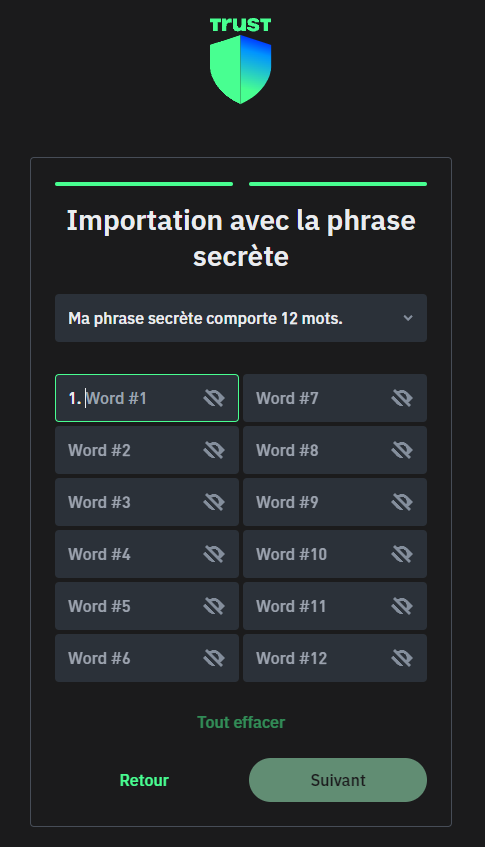 TRUST
Importation avec la phrase
secrète
Ma phrase secrète comporte 12 mots.
1. Word #1
Word #7
Word #2
Word #8
Word #3
Word #9
Word #4
Word #10
Word #5
Word #11
Word #6
Word #12
Tout effacer
Retour
Suivant